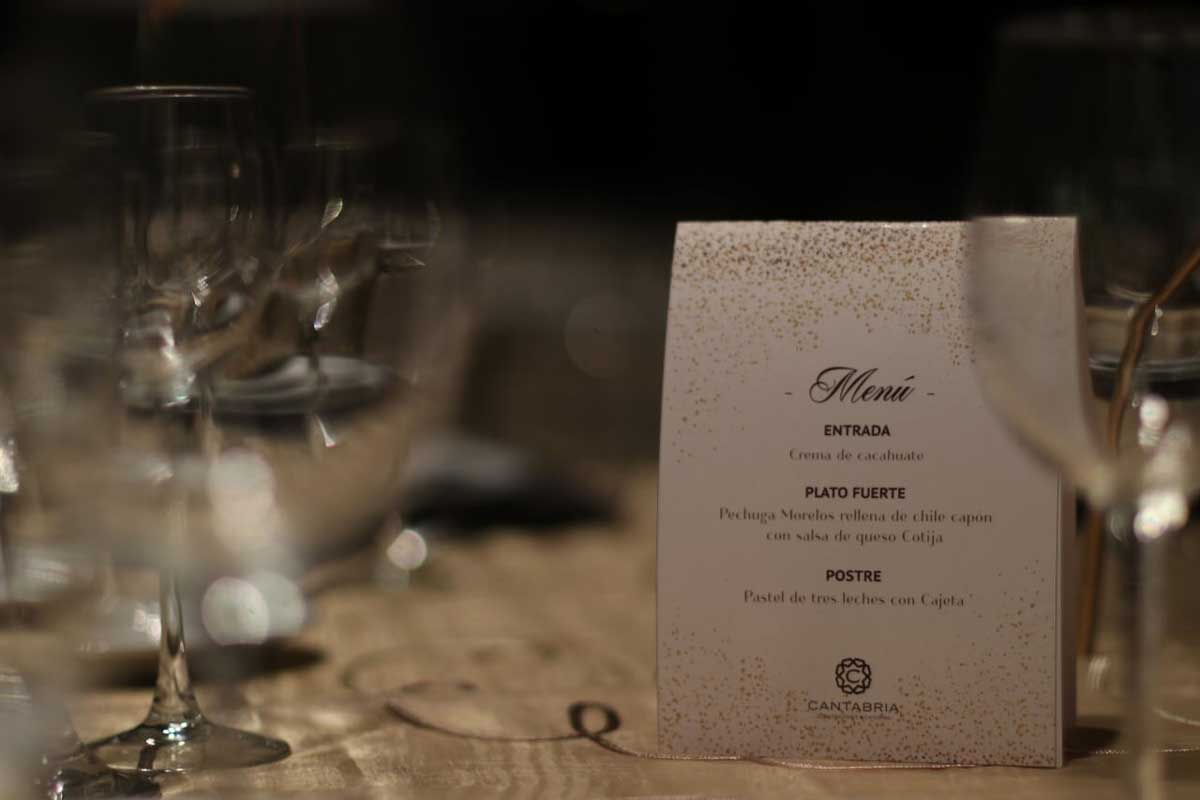 - Menú -
ENTRADA
Crema de cacahuate
PLATO FUERTE
Pechuga Morelos rellena de chile capón
con salsa de queso Cotija
POSTRE
Pastel de tres leches con Cajeta
C
CANTABRIA